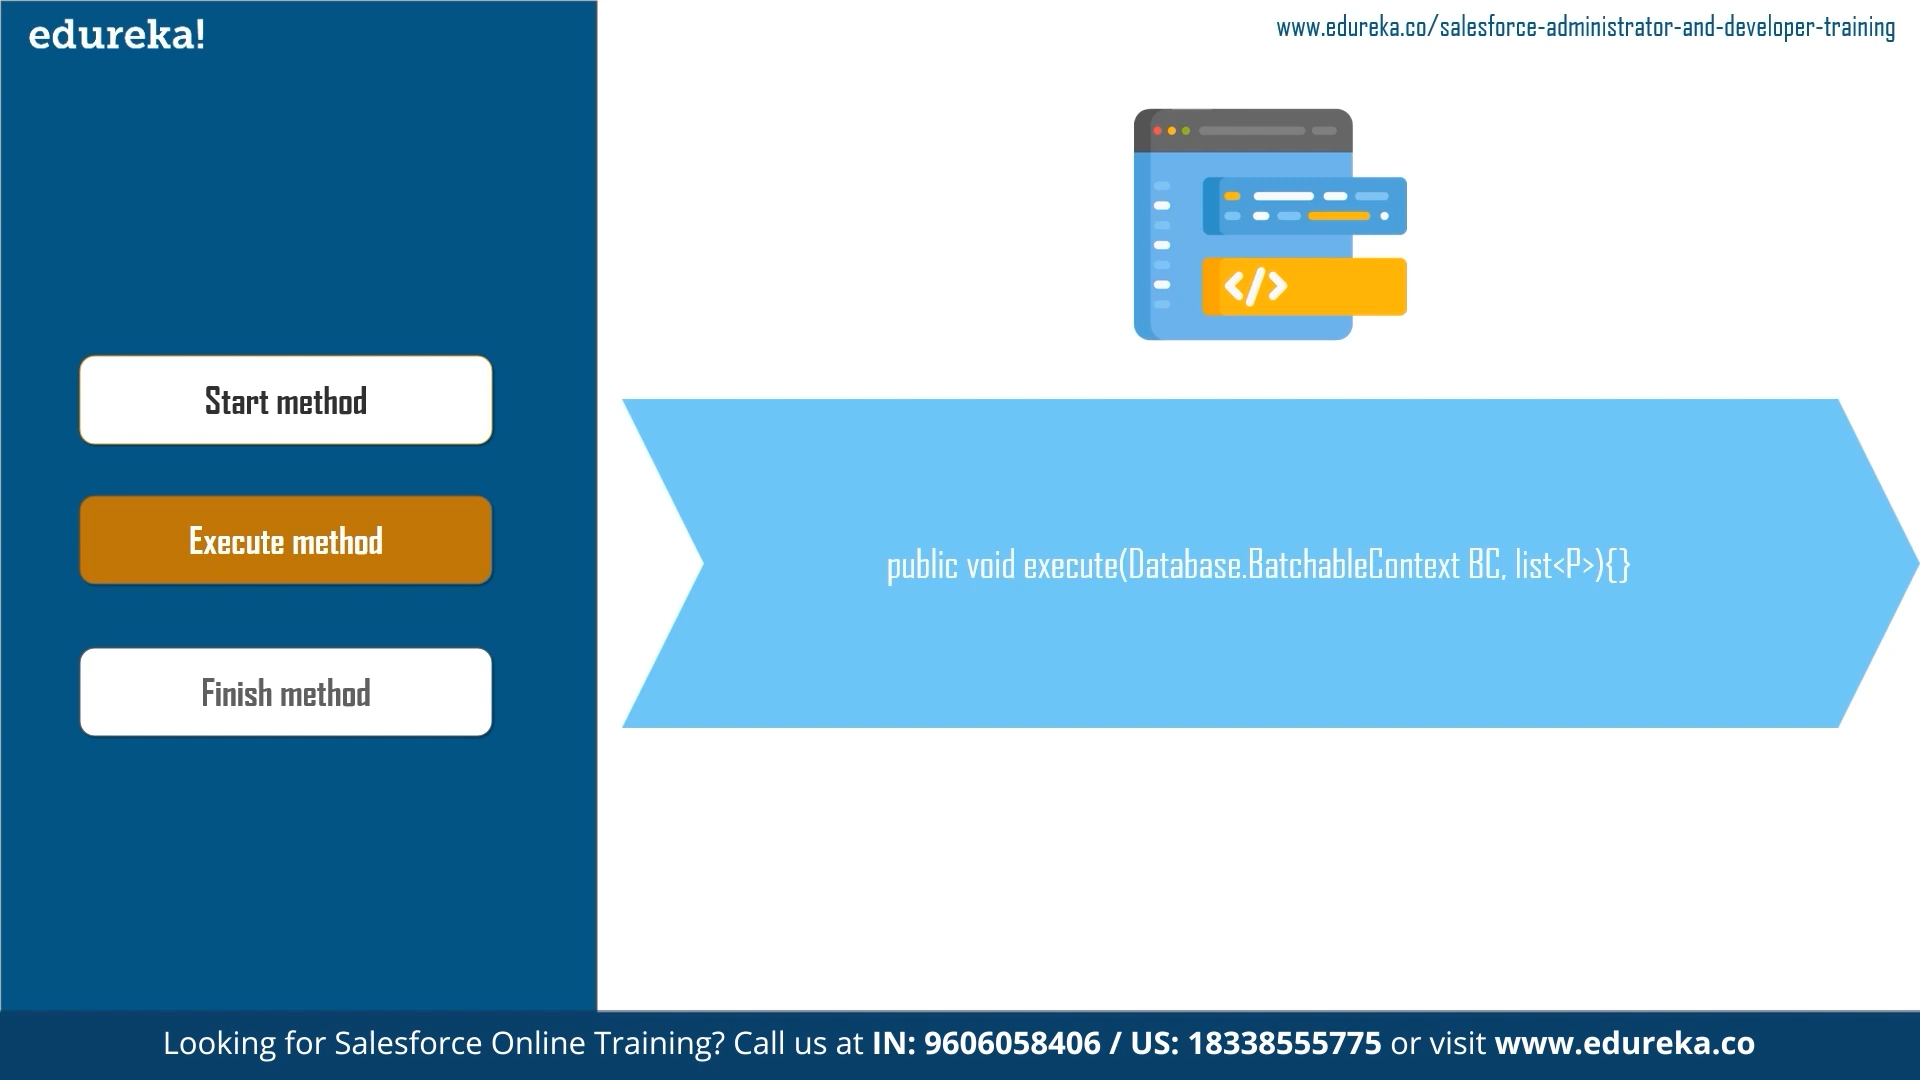 edureka!
www.edureka.co/salesforce-administrator-and-developer-training
Start method
Execute method
Finish method
</>
public void execute(Database.BatchableContext BC, list<P>){}
Looking for Salesforce Online Training? Call us at IN: 9606058406 / US: 18338555775 or visit www.edureka.co